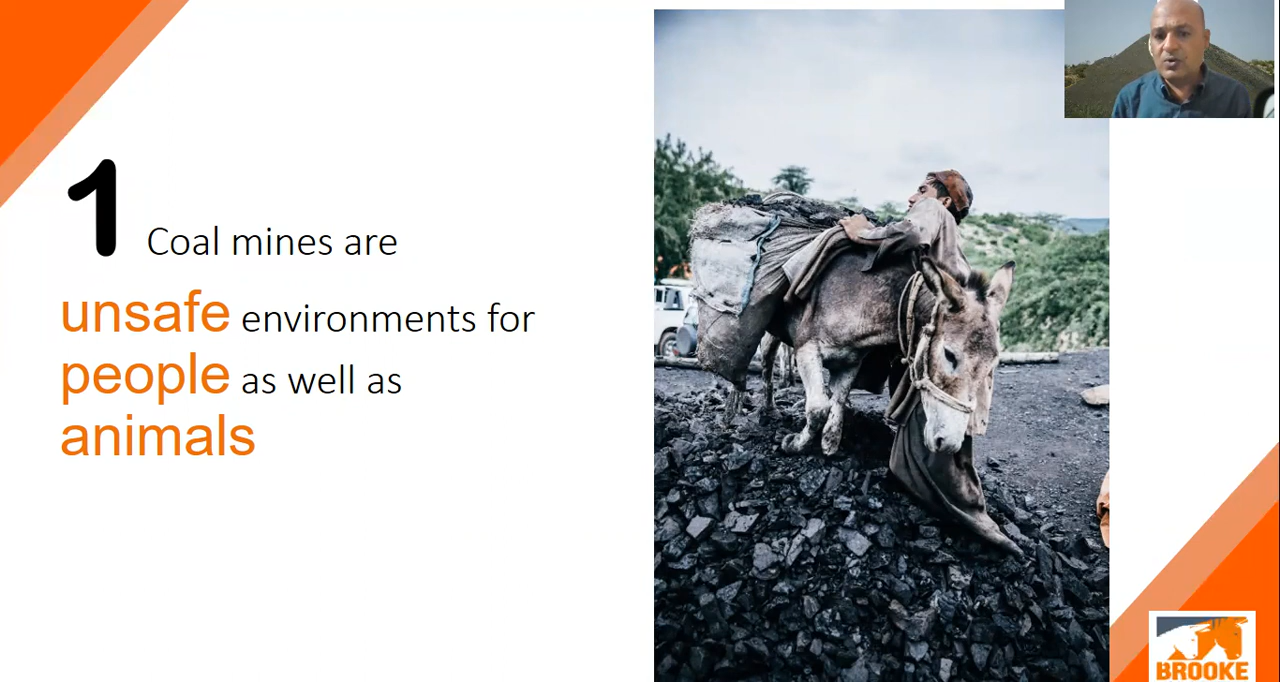 1 Coal mines are
unsafe environments for
people as well as
animals
BROOKE